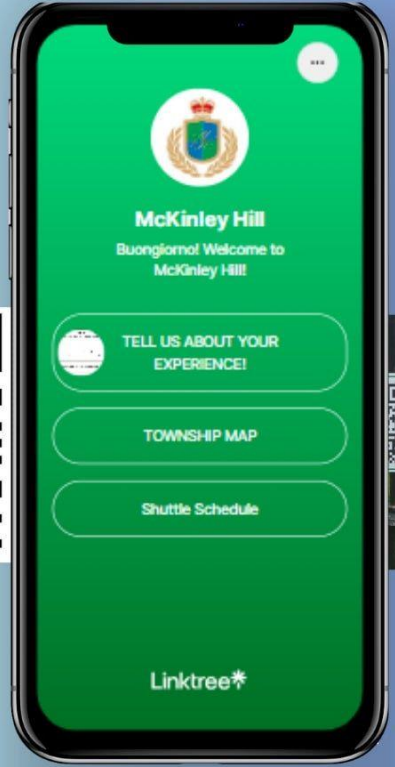 McKinley Hill
Buongiorno! Welcome to
McKinley Hill!
TELL US ABOUT YOUR
EXPERIENCE!
TOWNSHIP MAP
Shuttle Schedule
Linktree